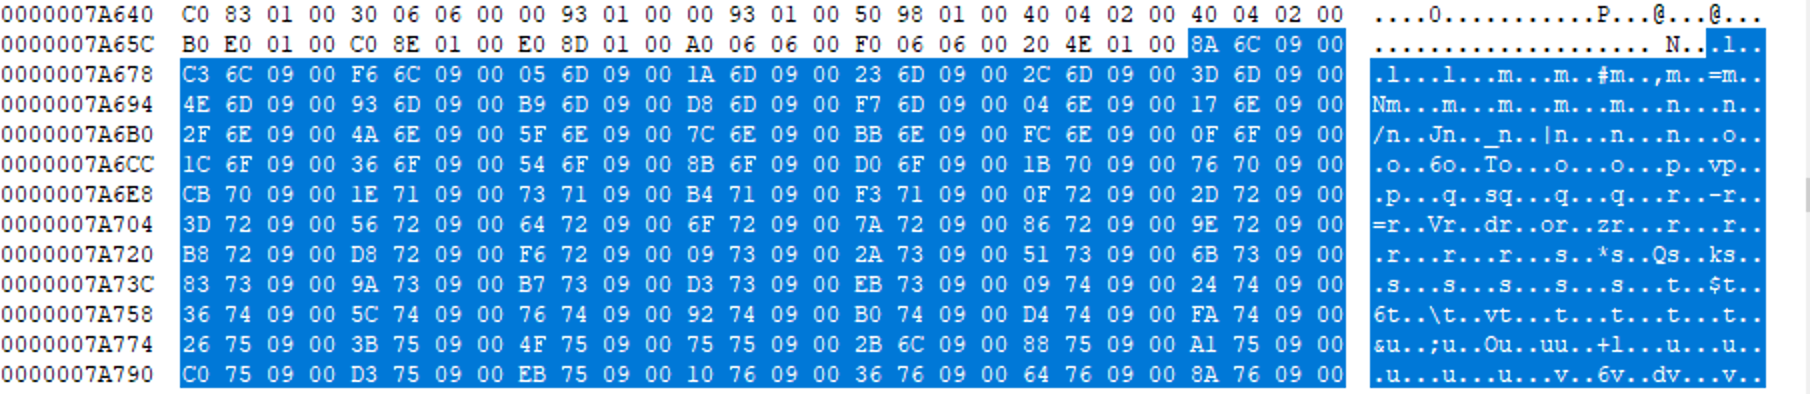 0000007A640 C0 83 01 00 30 06 06 00 00 93 01 00 00 93 01 00 50 98 01 00 40 04 02 00 40 04 02 00 ....0...........P...@...@...
0000007A65C B0 E0 01 00 C0 8E 01 00 E0 8D 01 00 A0 06 06 00 F0 06 06 00 20 4E 01 00 8A 6C 09 00 .................... N...l..
0000007A678 C3 6C 09 00 F6 6C 09 00 05 6D 09 00 1A 6D 09 00 23 6D 09 00 2C 6D 09 00 3D 6D 09 00 .l...l...m...m..#m..,m..=m..
0000007A694 4E 6D 09 00 93 6D 09 00 B9 6D 09 00 D8 6D 09 00 F7 6D 09 00 04 6E 09 00 17 6E 09 00 Nm...m...m...m...m...n...n..
0000007A6B0 2F 6E 09 00 4A 6E 09 00 5F 6E 09 00 7C 6E 09 00 BB 6E 09 00 FC 6E 09 00 0F 6F 09 00 /n..Jn.._n..|n...n...n...o..
0000007A6CC 1C 6F 09 00 36 6F 09 00 54 6F 09 00 8B 6F 09 00 D0 6F 09 00 1B 70 09 00 76 70 09 00 .o..6o..To...o...o...p..vp..
0000007A6E8 CB 70 09 00 1E 71 09 00 73 71 09 00 B4 71 09 00 F3 71 09 00 0F 72 09 00 2D 72 09 00 .p...q..sq...q...q...r..-r..
0000007A704 3D 72 09 00 56 72 09 00 64 72 09 00 6F 72 09 00 7A 72 09 00 86 72 09 00 9E 72 09 00 =r..Vr..dr..or..zr...r...r..
0000007A720 B8 72 09 00 D8 72 09 00 F6 72 09 00 09 73 09 00 2A 73 09 00 51 73 09 00 6B 73 09 00 .r...r...r...s..*s..Qs..ks..
0000007A73C 83 73 09 00 9A 73 09 00 B7 73 09 00 D3 73 09 00 EB 73 09 00 09 74 09 00 24 74 09 00 .s...s...s...s...s...t..$t..
0000007A758 36 74 09 00 5C 74 09 00 76 74 09 00 92 74 09 00 B0 74 09 00 D4 74 09 00 FA 74 09 00 6t..\t..vt...t...t...t...t..
0000007A774 26 75 09 00 3B 75 09 00 4F 75 09 00 75 75 09 00 2B 6C 09 00 88 75 09 00 A1 75 09 00 &u..;u..Ou..uu..+l...u...u..
0000007A790 C0 75 09 00 D3 75 09 00 EB 75 09 00 10 76 09 00 36 76 09 00 64 76 09 00 8A 76 09 00 .u...u...u...v..6v..dv...v..